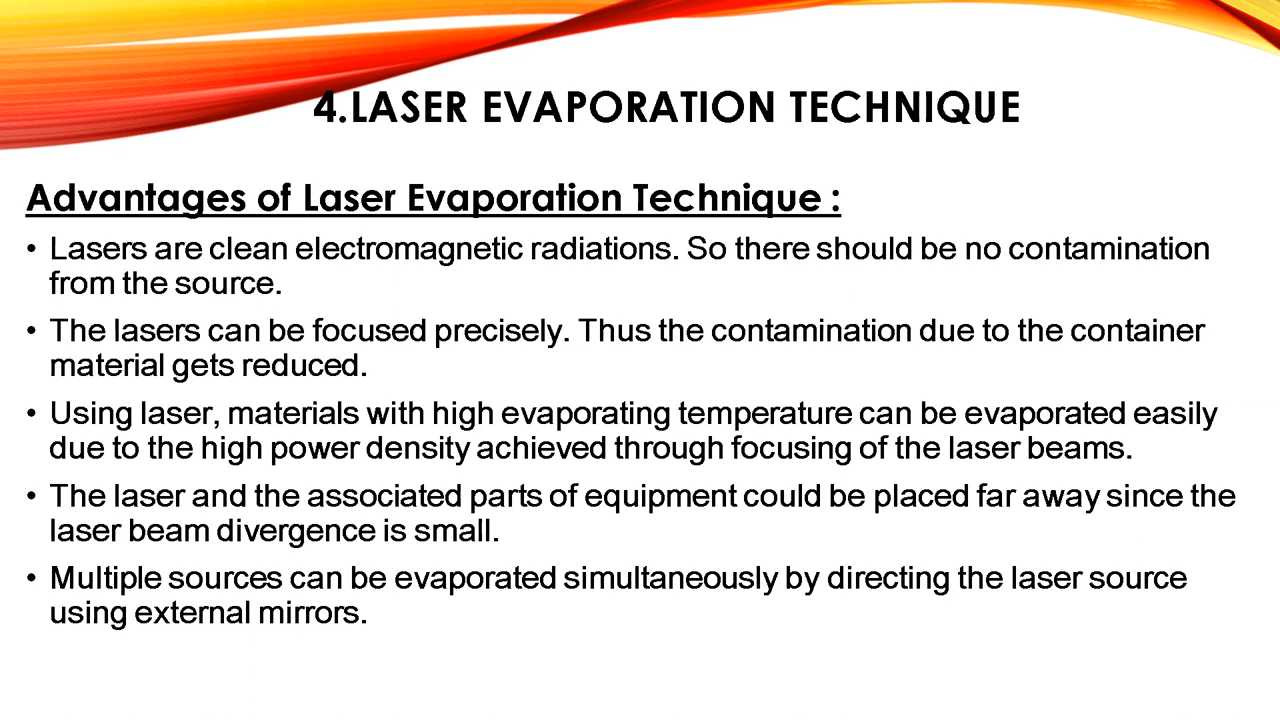 4.LASER EVAPORATION TECHNIQUE
Advantages of Laser Evaporation Technique :
• Lasers are clean electromagnetic radiations. So there should be no contamination
from the source.
• The lasers can be focused precisely. Thus the contamination due to the container
material gets reduced.
• Using laser, materials with high evaporating temperature can be evaporated easily
due to the high power density achieved through focusing of the laser beams.
• The laser and the associated parts of equipment could be placed far away since the
laser beam divergence is small.
• Multiple sources can be evaporated simultaneously by directing the laser source
using external mirrors.